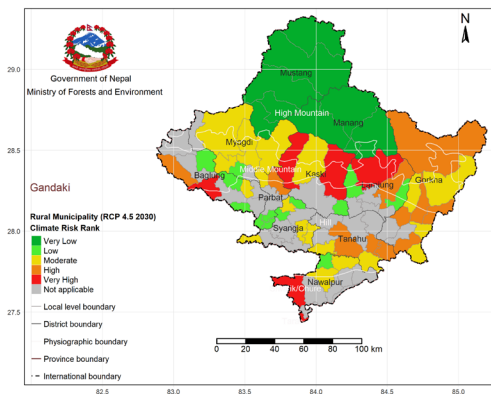 N
29.0
Mustang
Government of Nepal
Ministry of Forests and Environment
High Mountain
Manang
28.5
Myagdi
Middle Mountain
Kaski
Baglung
Gorkha
Gandaki
Parbat
Rural Municipality (RCP 4.5 2030)
Climate Risk Rank
Syangja
Hill
28.0
Tanahu
Very Low
Low
Moderate
High
Very High
Not applicable
Nawalpur
Local level boundary
27.5
District boundary
Physiographic boundary
0 20 40 60 80 100 km
Province boundary
International boundary
82.5 83.0 83.5 84.0 84.5 85.0